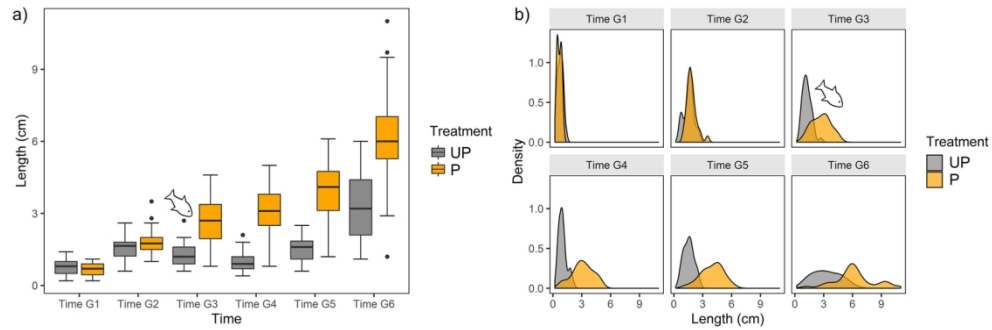 a)
Length (cm)
9
6
3
0
Time G1 Time G2 Time G3 Time G4 Time G5 Time G6
Time
Treatment
UP
P
b)
Time G1 Time G2 Time G3
1.0
0.5
0.0
Time G4 Time G5 Time G6
1.0
0.5
0.0
Density
0 3 6 9 0 3 6 9 0 3 6 9
Length (cm)
Treatment
UP
P